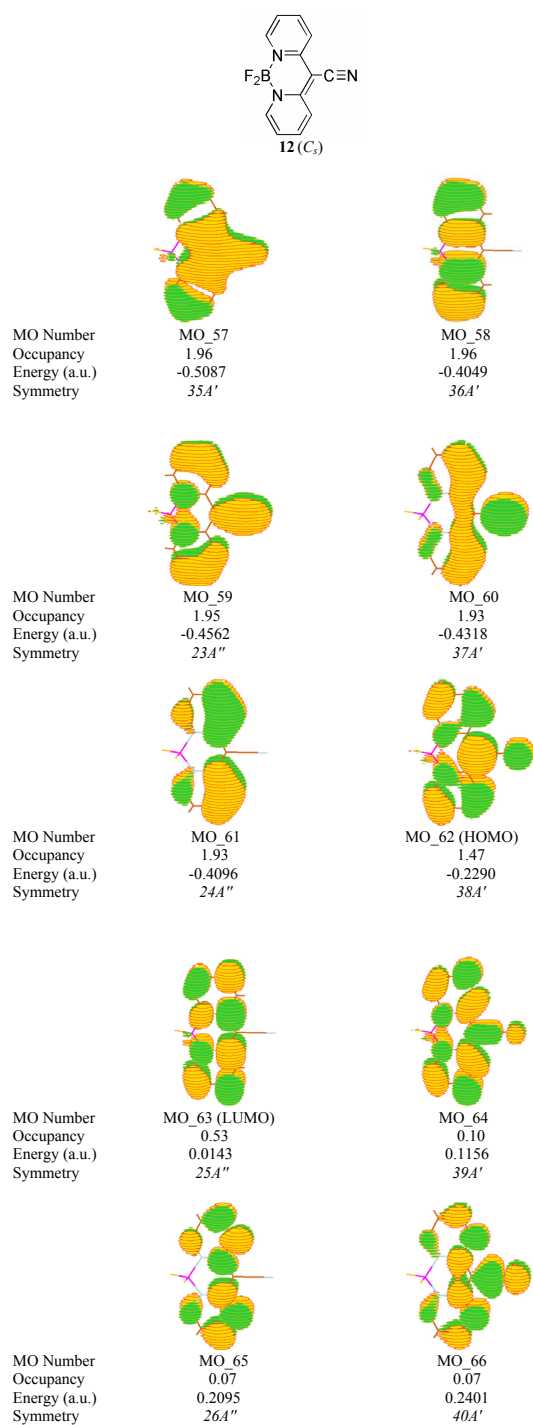 N
F2B
C≡N
N
12 (Cs)
MO Number MO_57 MO_58
Occupancy 1.96 1.96
Energy (a.u.) -0.5087 -0.4049
Symmetry 35A' 36A'
MO Number MO_59 MO_60
Occupancy 1.95 1.93
Energy (a.u.) -0.4562 -0.4318
Symmetry 23A" 37A'
MO Number MO_61 MO_62 (HOMO)
Occupancy 1.93 1.47
Energy (a.u.) -0.4096 -0.2290
Symmetry 24A" 38A'
MO Number MO_63 (LUMO) MO_64
Occupancy 0.53 0.10
Energy (a.u.) 0.0143 0.1156
Symmetry 25A" 39A'
MO Number MO_65 MO_66
Occupancy 0.07 0.07
Energy (a.u.) 0.2095 0.2401
Symmetry 26A" 40A'